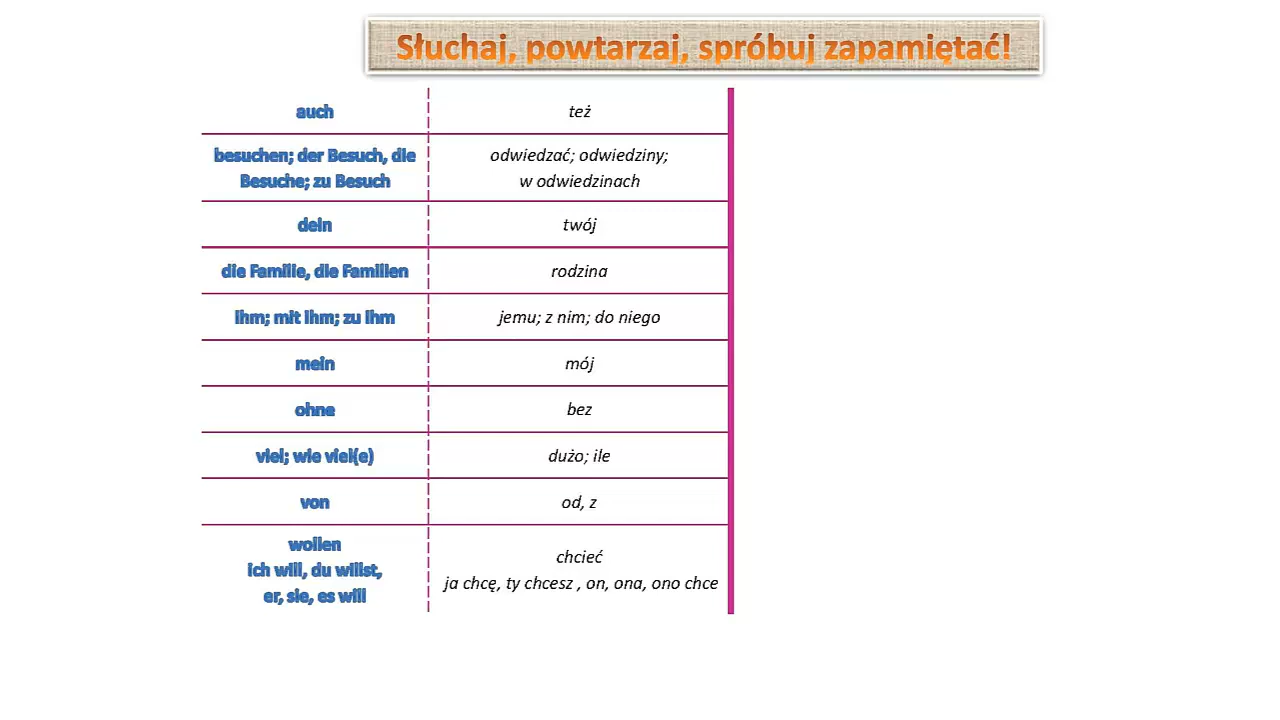 Słuchaj, powtarzaj, spróbuj zapamiętać!
auch
też
besuchen; der Besuch, die
Besuche; zu Besuch
odwiedzać; odwiedziny;
w odwiedzinach
dein
twój
die Familie, die Familien
rodzina
ihm; mit ihm; zu ihm
jemu; z nim; do niego
mein
mój
ohne
bez
viel; wie viel(e)
dużo; ile
von
od, z
wollen
ich will, du willst,
er, sie, es will
chcieć
ja chcę, ty chcesz , on, ona, ono chce